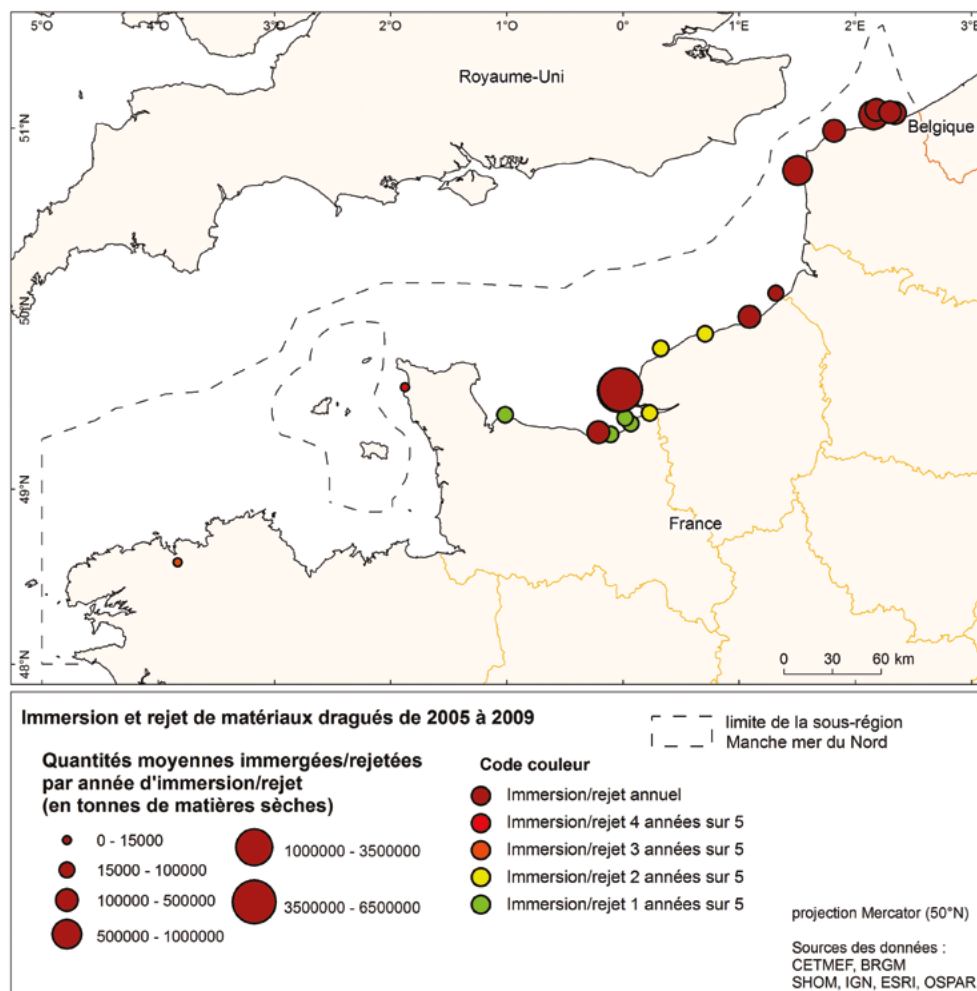 5°O 4°O 3°O 2°O 1°O 0° 1°E 2°E 3°E
Royaume-Uni
51°N
Belgique
50°N
49°N
France
48°N
0 30 60 km
Immersion et rejet de matériaux dragués de 2005 à 2009
limite de la sous-région
Manche mer du Nord
Quantités moyennes immergées/rejetées
par année d'immersion/rejet
(en tonnes de matières sèches)
0 - 15000
15000 - 100000
100000 - 500000
500000 - 1000000
1000000 - 3500000
3500000 - 6500000
Code couleur
Immersion/rejet annuel
Immersion/rejet 4 années sur 5
Immersion/rejet 3 années sur 5
Immersion/rejet 2 années sur 5
Immersion/rejet 1 années sur 5
projection Mercator (50°N)
Sources des données :
CETMEF, BRGM
SHOM, IGN, ESRI, OSPAR